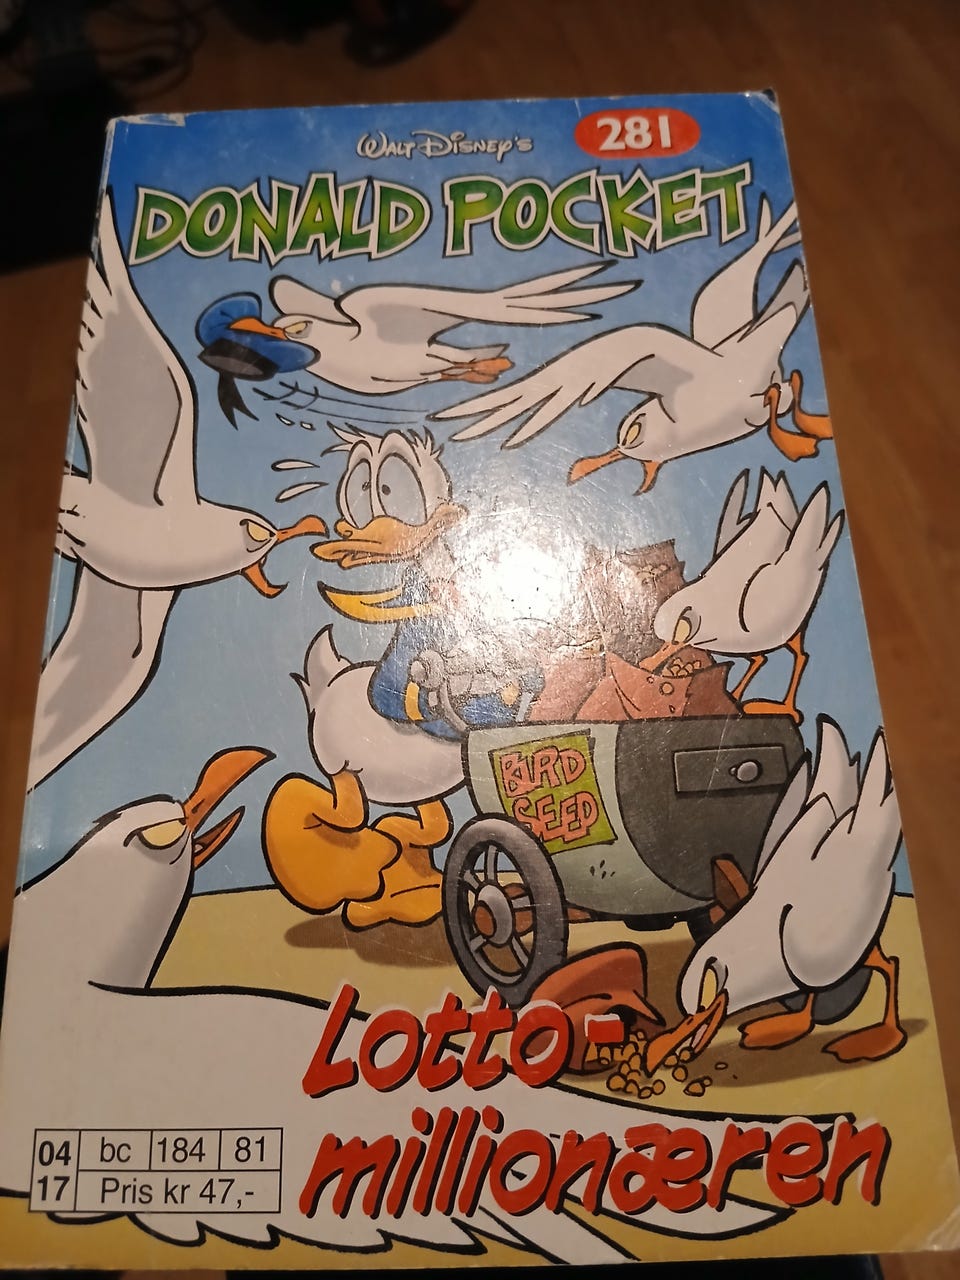 WALT DISNEY'S
281
DONALD POCKET
BIRD
SEED
Lotto-
millionæren
04 bc 184 81
17 Pris kr 47,-